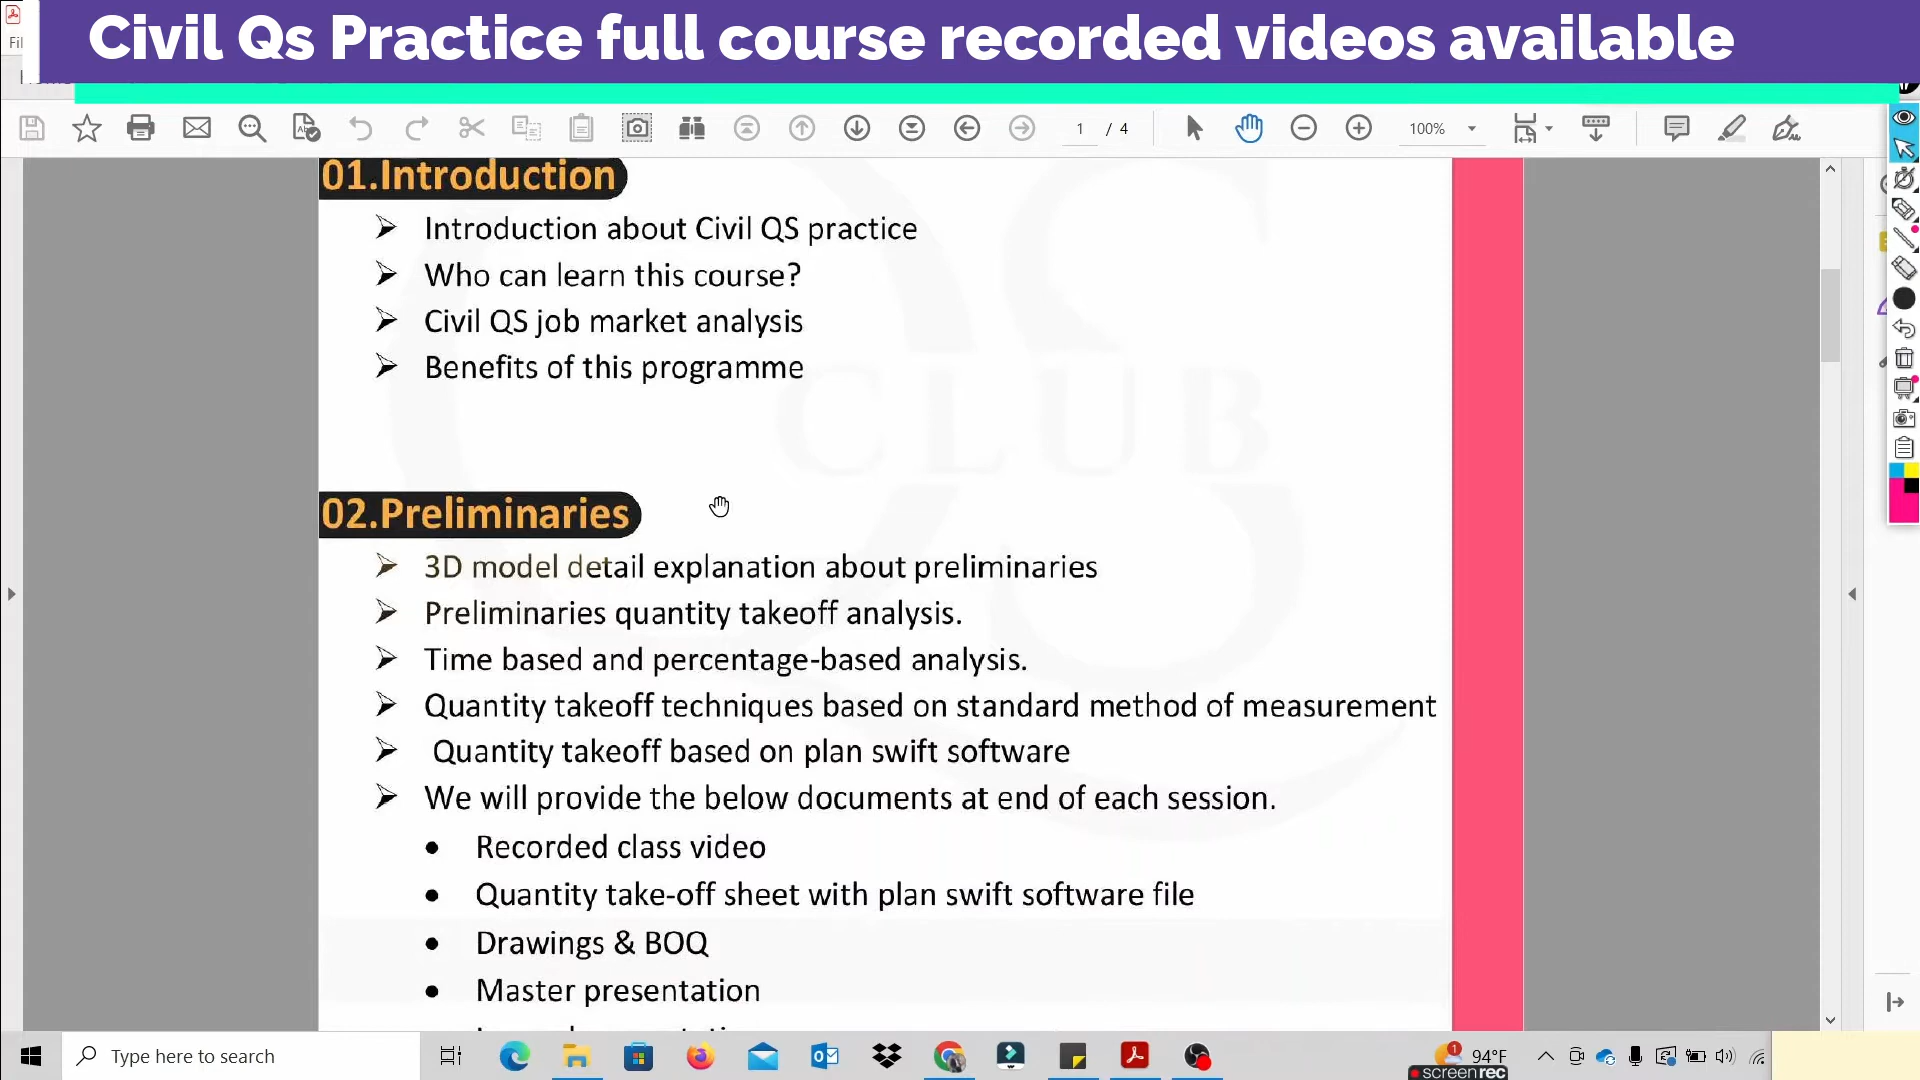 Civil Qs Practice full course recorded videos available
Fil
1 / 4
100%
01.Introduction
Introduction about Civil QS practice
Who can learn this course?
Civil QS job market analysis
Benefits of this programme
CLUB
02.Preliminaries
3D model detail explanation about preliminaries
Preliminaries quantity takeoff analysis.
Time based and percentage-based analysis.
Quantity takeoff techniques based on standard method of measurement
Quantity takeoff based on plan swift software
We will provide the below documents at end of each session.
Recorded class video
Quantity take-off sheet with plan swift software file
Drawings & BOQ
Master presentation
Type here to search
1
94°F
screenrec